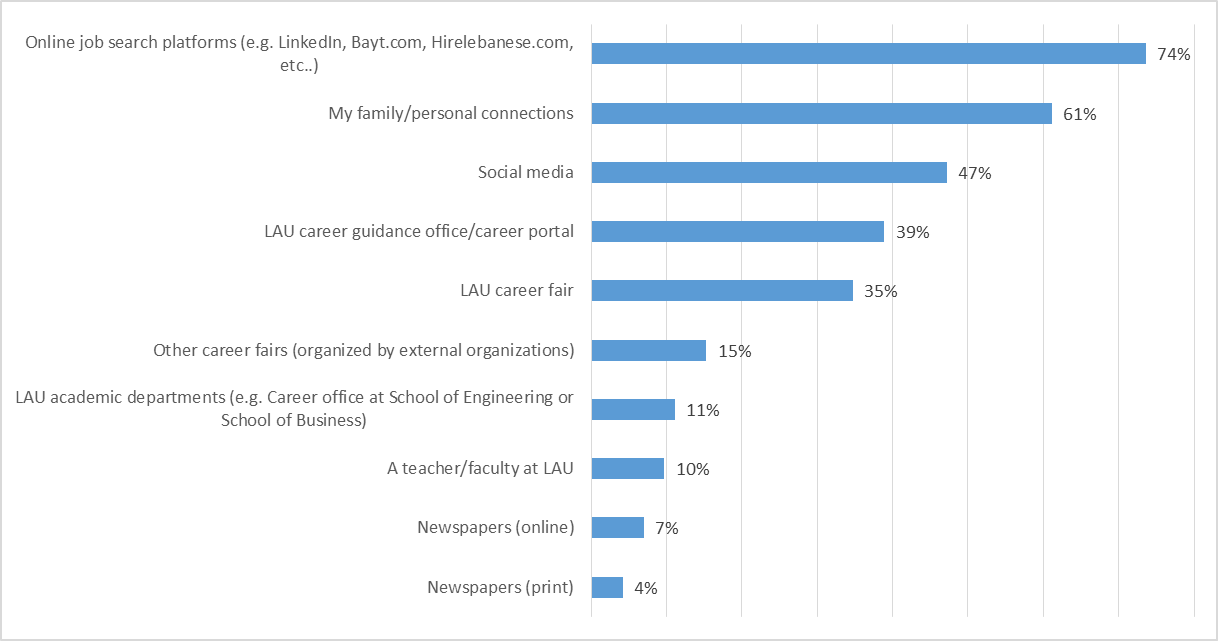 Online job search platforms (e.g. LinkedIn, Bayt.com, Hirelebanese.com,
etc..)
74%
My family/personal connections
61%
Social media
47%
LAU career guidance office/career portal
39%
LAU career fair
35%
Other career fairs (organized by external organizations)
15%
LAU academic departments (e.g. Career office at School of Engineering or
School of Business)
11%
A teacher/faculty at LAU
10%
Newspapers (online)
7%
Newspapers (print)
4%